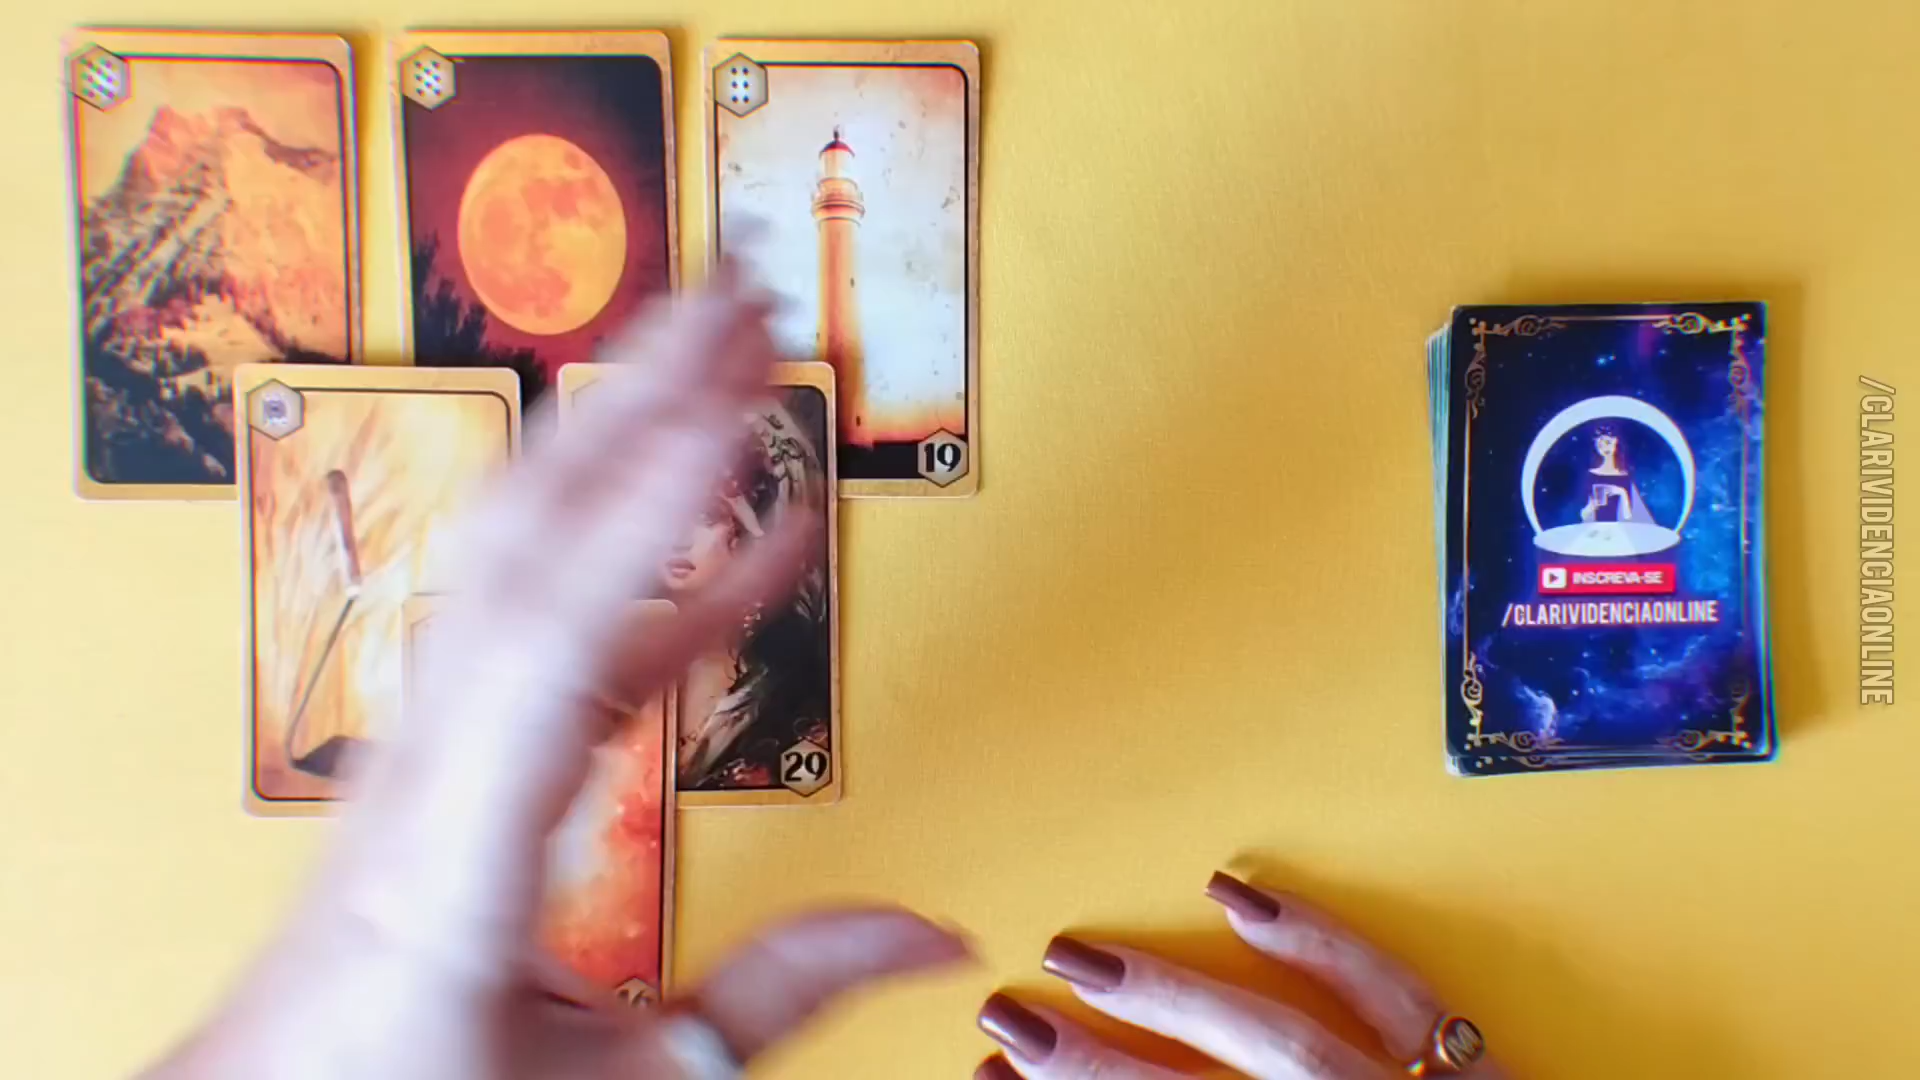 19
29
INSCREVA-SE
/CLARIVIDENCIAONLINE
/CLARIVIDENCIAONLINE